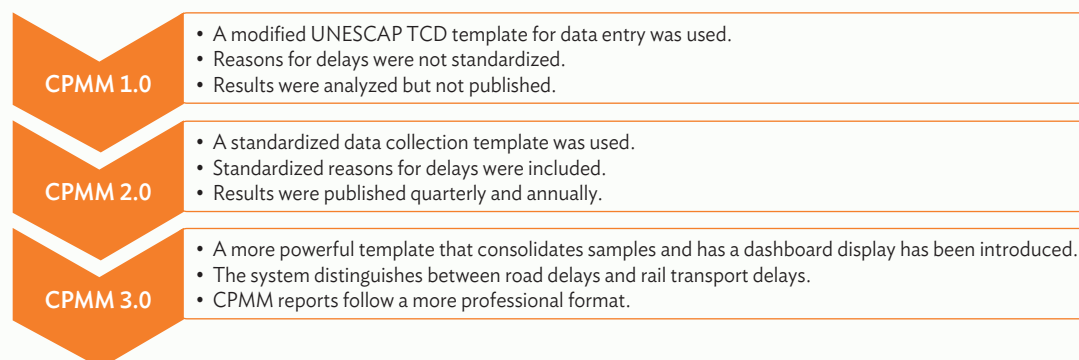 CPMM 1.0
• A modified UNESCAP TCD template for data entry was used.
• Reasons for delays were not standardized.
• Results were analyzed but not published.
CPMM 2.0
• A standardized data collection template was used.
• Standardized reasons for delays were included.
• Results were published quarterly and annually.
CPMM 3.0
• A more powerful template that consolidates samples and has a dashboard display has been introduced.
• The system distinguishes between road delays and rail transport delays.
• CPMM reports follow a more professional format.